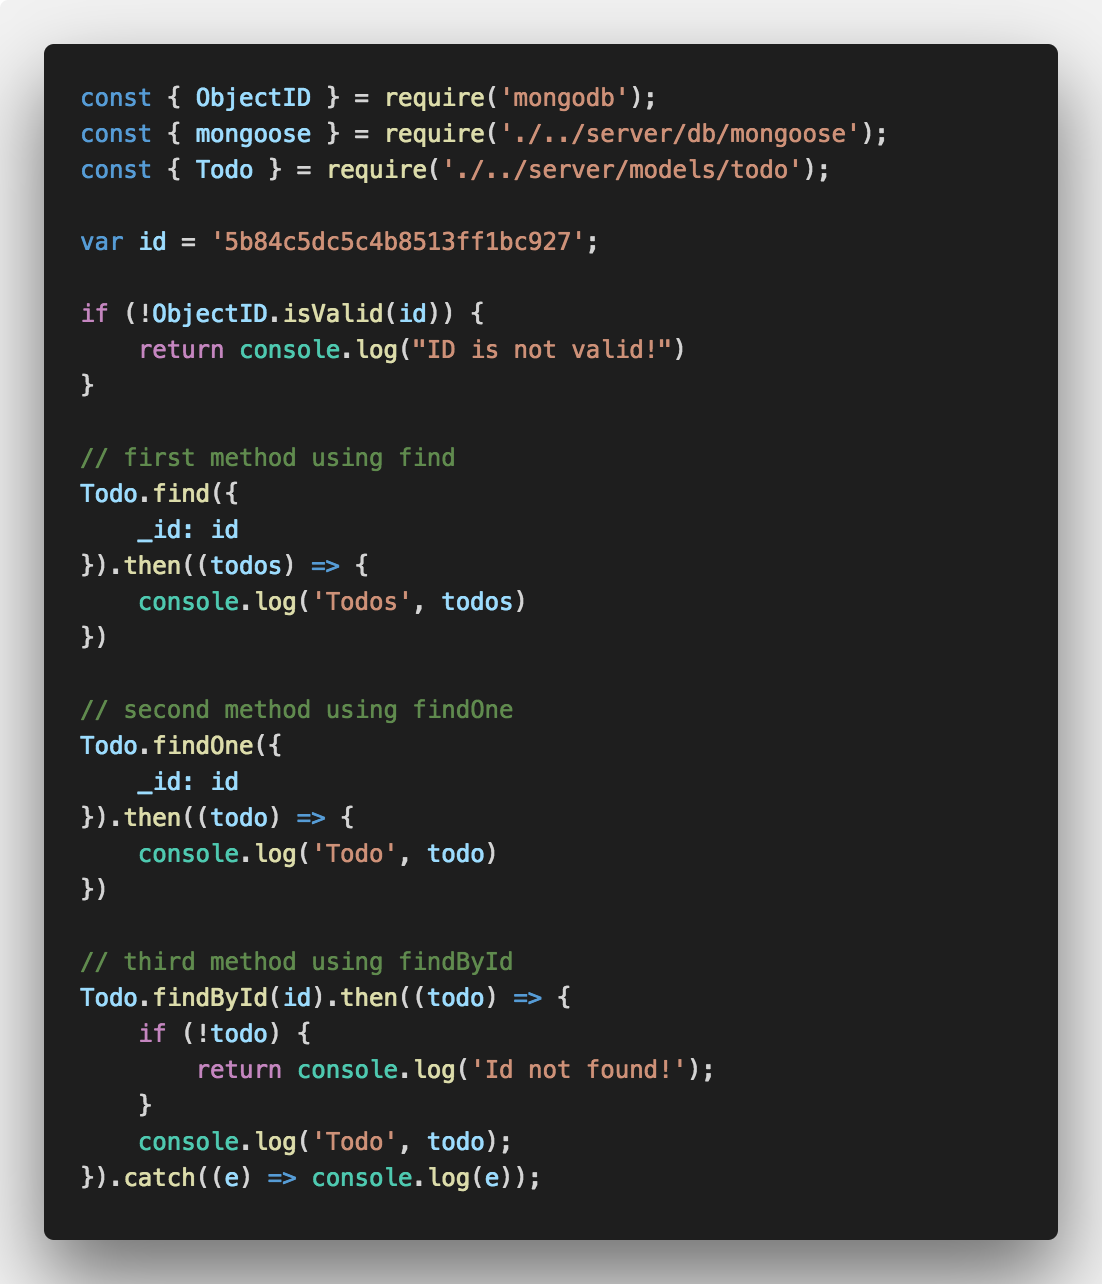 const { ObjectID } = require('mongodb');
const { mongoose } = require('./../server/db/mongoose');
const { Todo } = require('./../server/models/todo');

var id = '5b84c5dc5c4b8513ff1bc927';

if (!ObjectID.isValid(id)) {
    return console.log("ID is not valid!")
}

// first method using find
Todo.find({
    _id: id
}).then((todos) => {
    console.log('Todos', todos)
})

// second method using findOne
Todo.findOne({
    _id: id
}).then((todo) => {
    console.log('Todo', todo)
})

// third method using findById
Todo.findById(id).then((todo) => {
    if (!todo) {
        return console.log('Id not found!');
    }
    console.log('Todo', todo);
}).catch((e) => console.log(e));